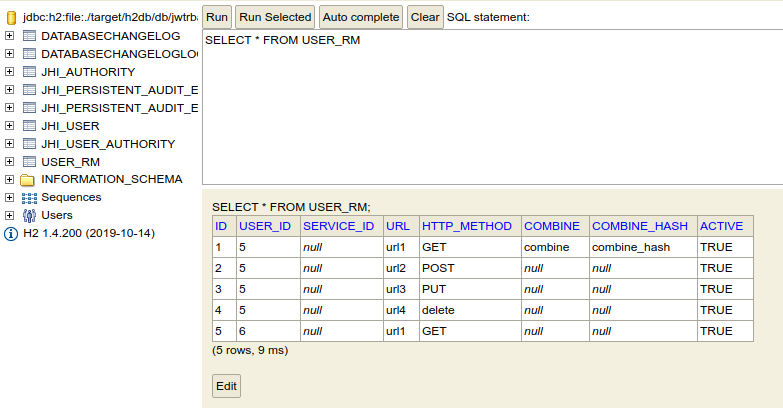 jdbc:h2:file:./target/h2db/db/jwtrb
DATABASECHANGELOG
DATABASECHANGELOGLO
JHI_AUTHORITY
JHI_PERSISTENT_AUDIT_E
JHI_PERSISTENT_AUDIT_E
JHI_USER
JHI_USER_AUTHORITY
USER_RM
INFORMATION_SCHEMA
Sequences
Users
H2 1.4.200 (2019-10-14)
Run Run Selected Auto complete Clear SQL statement:
SELECT * FROM USER_RM
SELECT * FROM USER_RM;
ID USER_ID SERVICE_ID URL HTTP_METHOD COMBINE COMBINE_HASH ACTIVE
1 5 null url1 GET combine combine_hash TRUE
2 5 null url2 POST null null TRUE
3 5 null url3 PUT null null TRUE
4 5 null url4 delete null null TRUE
5 6 null url1 GET null null TRUE
(5 rows, 9 ms)
Edit